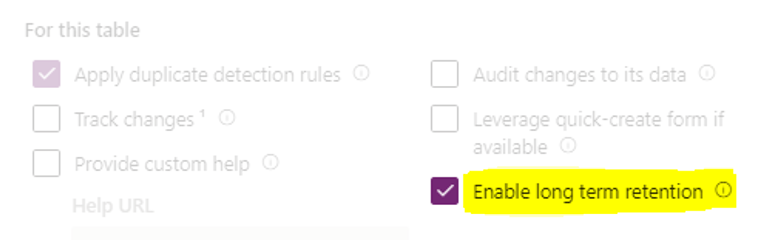 For this table
Apply duplicate detection rules
Audit changes to its data
Track changes ¹
Leverage quick-create form if
available
Provide custom help
Enable long term retention
Help URL